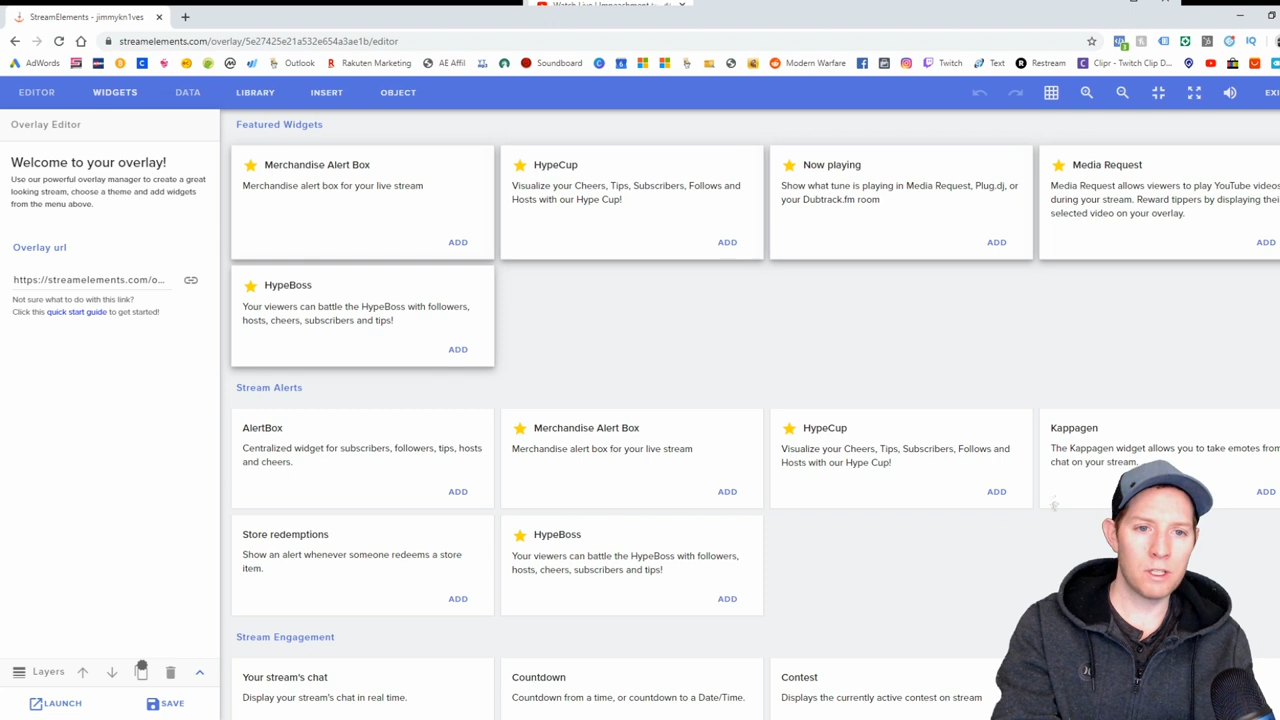 Watch Live | Impeachment
StreamElements - jimmykn1ves
streamelements.com/overlay/5e27425e21a532e654a3ae1b/editor
AdWords
Outlook
Rakuten Marketing
AE Affil
Soundboard
Modern Warfare
Twitch
Text
Restream
Clipr - Twitch Clip D...
EDITOR
WIDGETS
DATA
LIBRARY
INSERT
OBJECT
Overlay Editor
Welcome to your overlay!
Use our powerful overlay manager to create a great
looking stream, choose a theme and add widgets
from the menu above.
Overlay url
https://streamelements.com/o...
Not sure what to do with this link?
Click this quick start guide to get started!
Layers
LAUNCH
SAVE
Featured Widgets
Merchandise Alert Box
Merchandise alert box for your live stream
ADD
HypeCup
Visualize your Cheers, Tips, Subscribers, Follows and
Hosts with our Hype Cup!
ADD
Now playing
Show what tune is playing in Media Request, Plug.dj, or
your Dubtrack.fm room
ADD
Media Request
Media Request allows viewers to play YouTube videos
during your stream. Reward tippers by displaying their
selected video on your overlay.
ADD
HypeBoss
Your viewers can battle the HypeBoss with followers,
hosts, cheers, subscribers and tips!
ADD
Stream Alerts
AlertBox
Centralized widget for subscribers, followers, tips, hosts
and cheers.
ADD
Merchandise Alert Box
Merchandise alert box for your live stream
ADD
HypeCup
Visualize your Cheers, Tips, Subscribers, Follows and
Hosts with our Hype Cup!
ADD
Kappagen
The Kappagen widget allows you to take emotes from
chat on your stream.
ADD
Store redemptions
Show an alert whenever someone redeems a store
item.
ADD
HypeBoss
Your viewers can battle the HypeBoss with followers,
hosts, cheers, subscribers and tips!
ADD
Stream Engagement
Your stream's chat
Display your stream's chat in real time.
Countdown
Countdown from a time, or countdown to a Date/Time.
Contest
Displays the currently active contest on stream